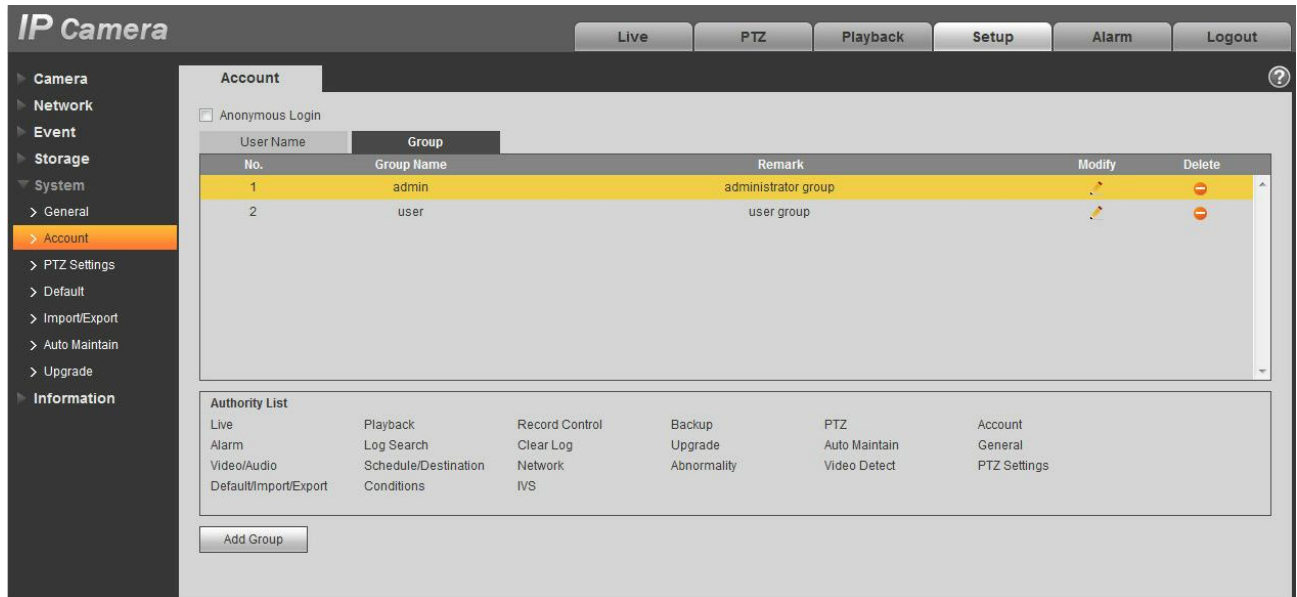 IP Camera
Live PTZ Playback Setup Alarm Logout
Camera
Network
Event
Storage
System
General
Account
PTZ Settings
Default
Import/Export
Auto Maintain
Upgrade
Information
Account
?
Anonymous Login
User Name Group
No. Group Name Remark Modify Delete
1 admin administrator group
2 user user group
Authority List
Live Playback Record Control Backup PTZ Account
Alarm Log Search Clear Log Upgrade Auto Maintain General
Video/Audio Schedule/Destination Network Abnormality Video Detect PTZ Settings
Default/Import/Export Conditions IVS
Add Group